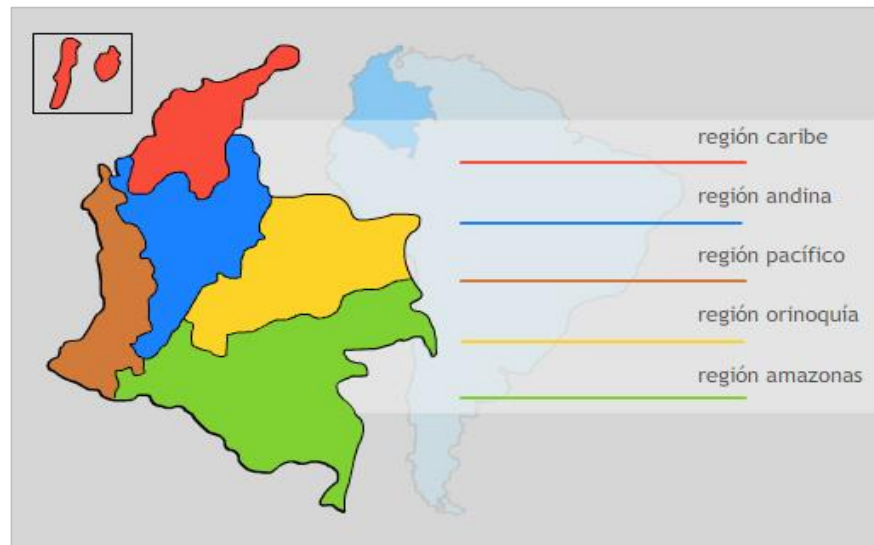 región caribe
región andina
región pacífico
región orinoquía
región amazonas